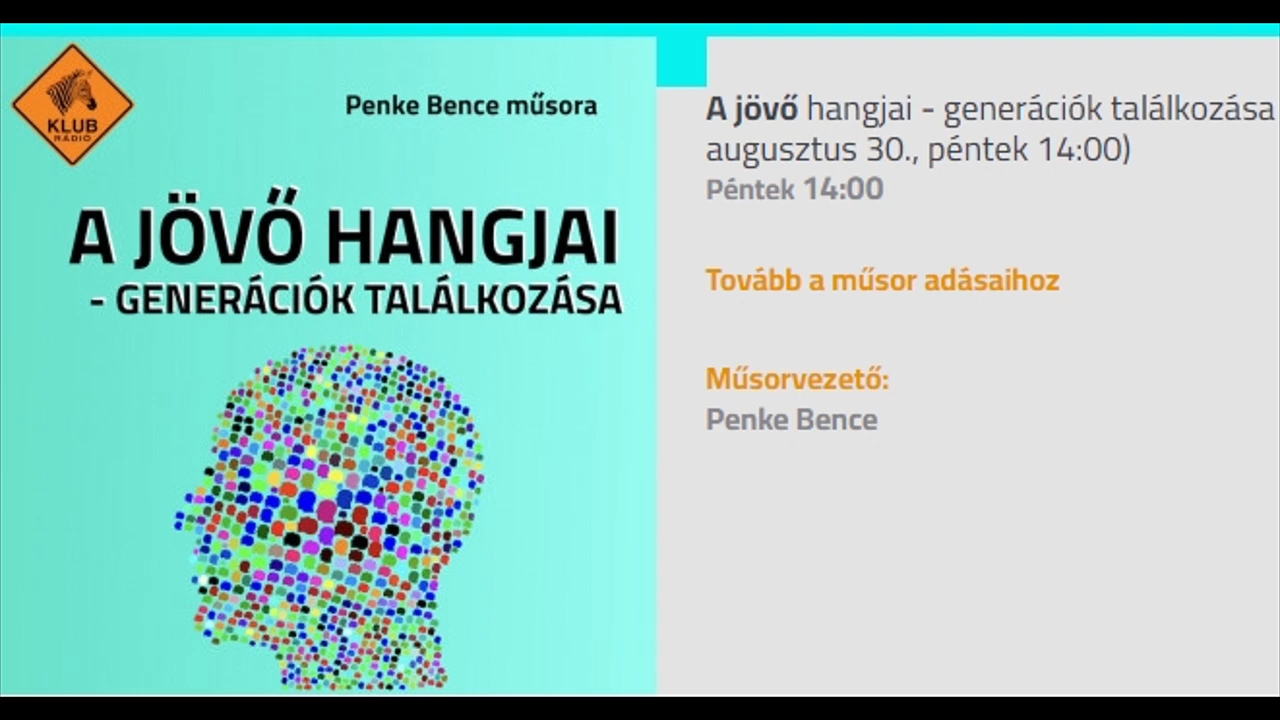 KLUB
RÁDIÓ
Penke Bence műsora
A JÖVŐ HANGJAI
- GENERÁCIÓK TALÁLKOZÁSA
A jövő hangjai - generációk találkozása
augusztus 30., péntek 14:00)
Péntek 14:00
Tovább a műsor adásaihoz
Műsorvezető:
Penke Bence